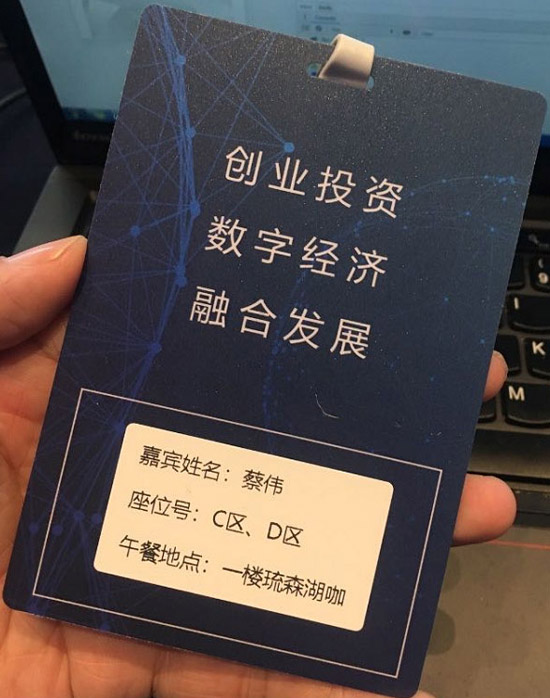 创业投资
数字经济
融合发展
嘉宾姓名：蔡伟
座位号：C区、D区
午餐地点：一楼琉森湖咖
K
M